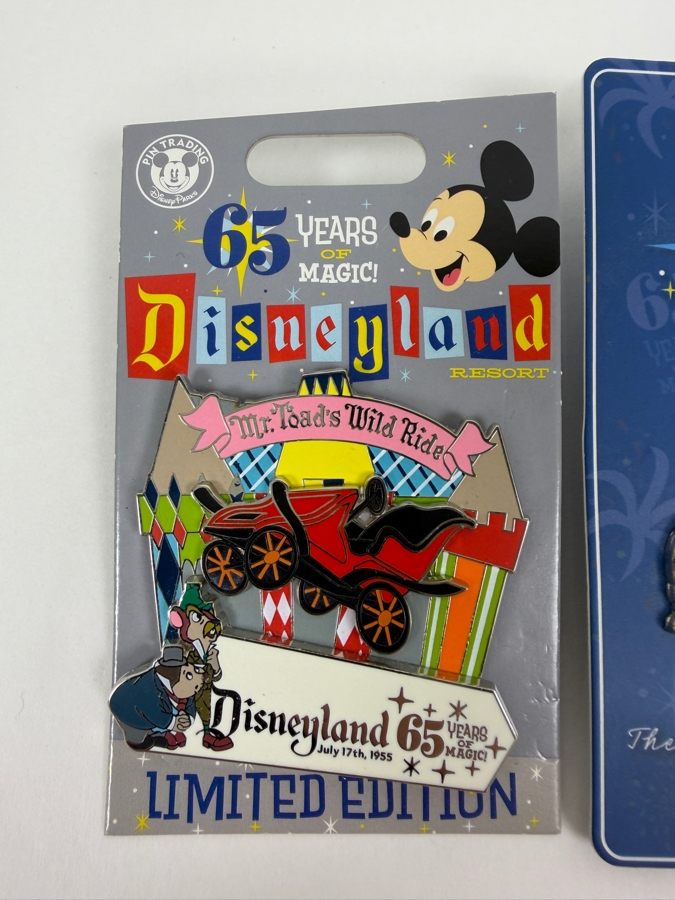 PIN TRADING
Disney Parks
65 YEARS
OF
MAGIC!
Disneyland
RESORT
Mr. Toad's Wild Ride
Disneyland 65 YEARS
OF
MAGIC!
July 17th, 1955
LIMITED EDITION
The